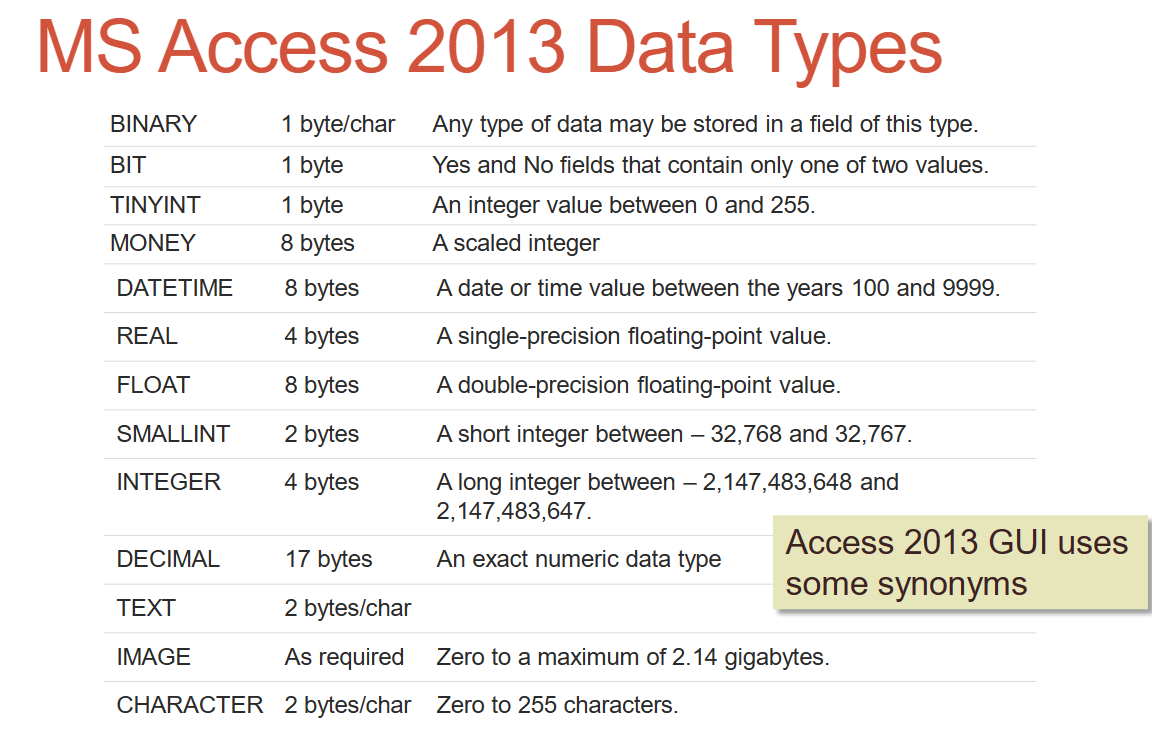 MS Access 2013 Data Types
BINARY 1 byte/char Any type of data may be stored in a field of this type.
BIT 1 byte Yes and No fields that contain only one of two values.
TINYINT 1 byte An integer value between 0 and 255.
MONEY 8 bytes A scaled integer
DATETIME 8 bytes A date or time value between the years 100 and 9999.
REAL 4 bytes A single-precision floating-point value.
FLOAT 8 bytes A double-precision floating-point value.
SMALLINT 2 bytes A short integer between – 32,768 and 32,767.
INTEGER 4 bytes A long integer between – 2,147,483,648 and
2,147,483,647.
DECIMAL 17 bytes An exact numeric data type
Access 2013 GUI uses
some synonyms
TEXT 2 bytes/char
IMAGE As required Zero to a maximum of 2.14 gigabytes.
CHARACTER 2 bytes/char Zero to 255 characters.